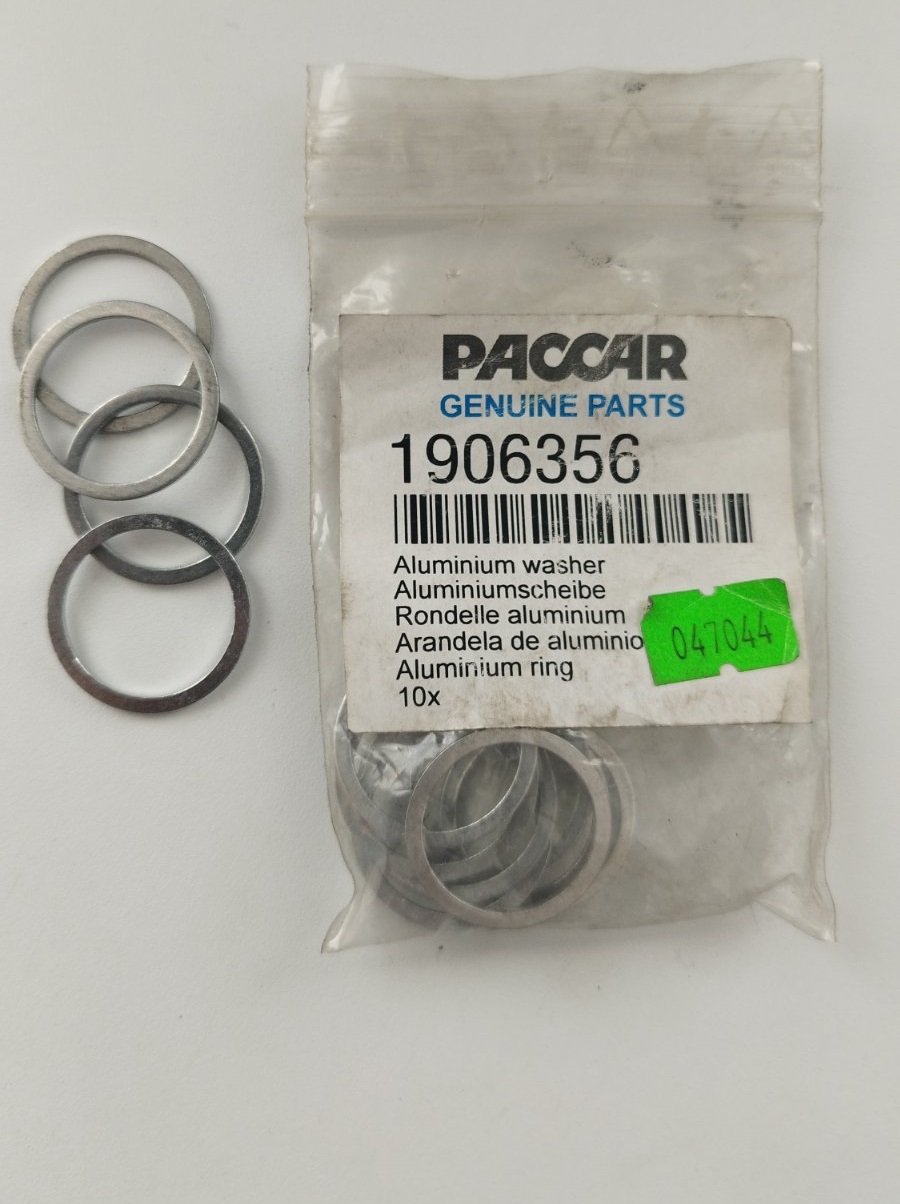 PACCAR
GENUINE PARTS
1906356
Aluminium washer
Aluminiumscheibe
Rondelle aluminium
Arandela de aluminio
Aluminium ring
10x
047044